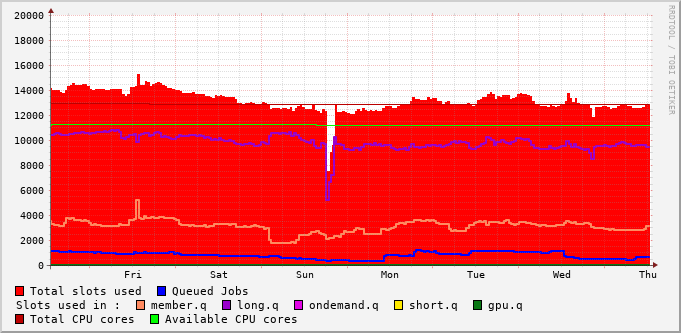 RRDTOOL / TOBI OETIKER
20000
18000
16000
14000
12000
10000
8000
6000
4000
2000
0
Fri Sat Sun Mon Tue Wed Thu
Total slots used Queued Jobs
Slots used in : member.q long.q ondemand.q short.q gpu.q
Total CPU cores Available CPU cores